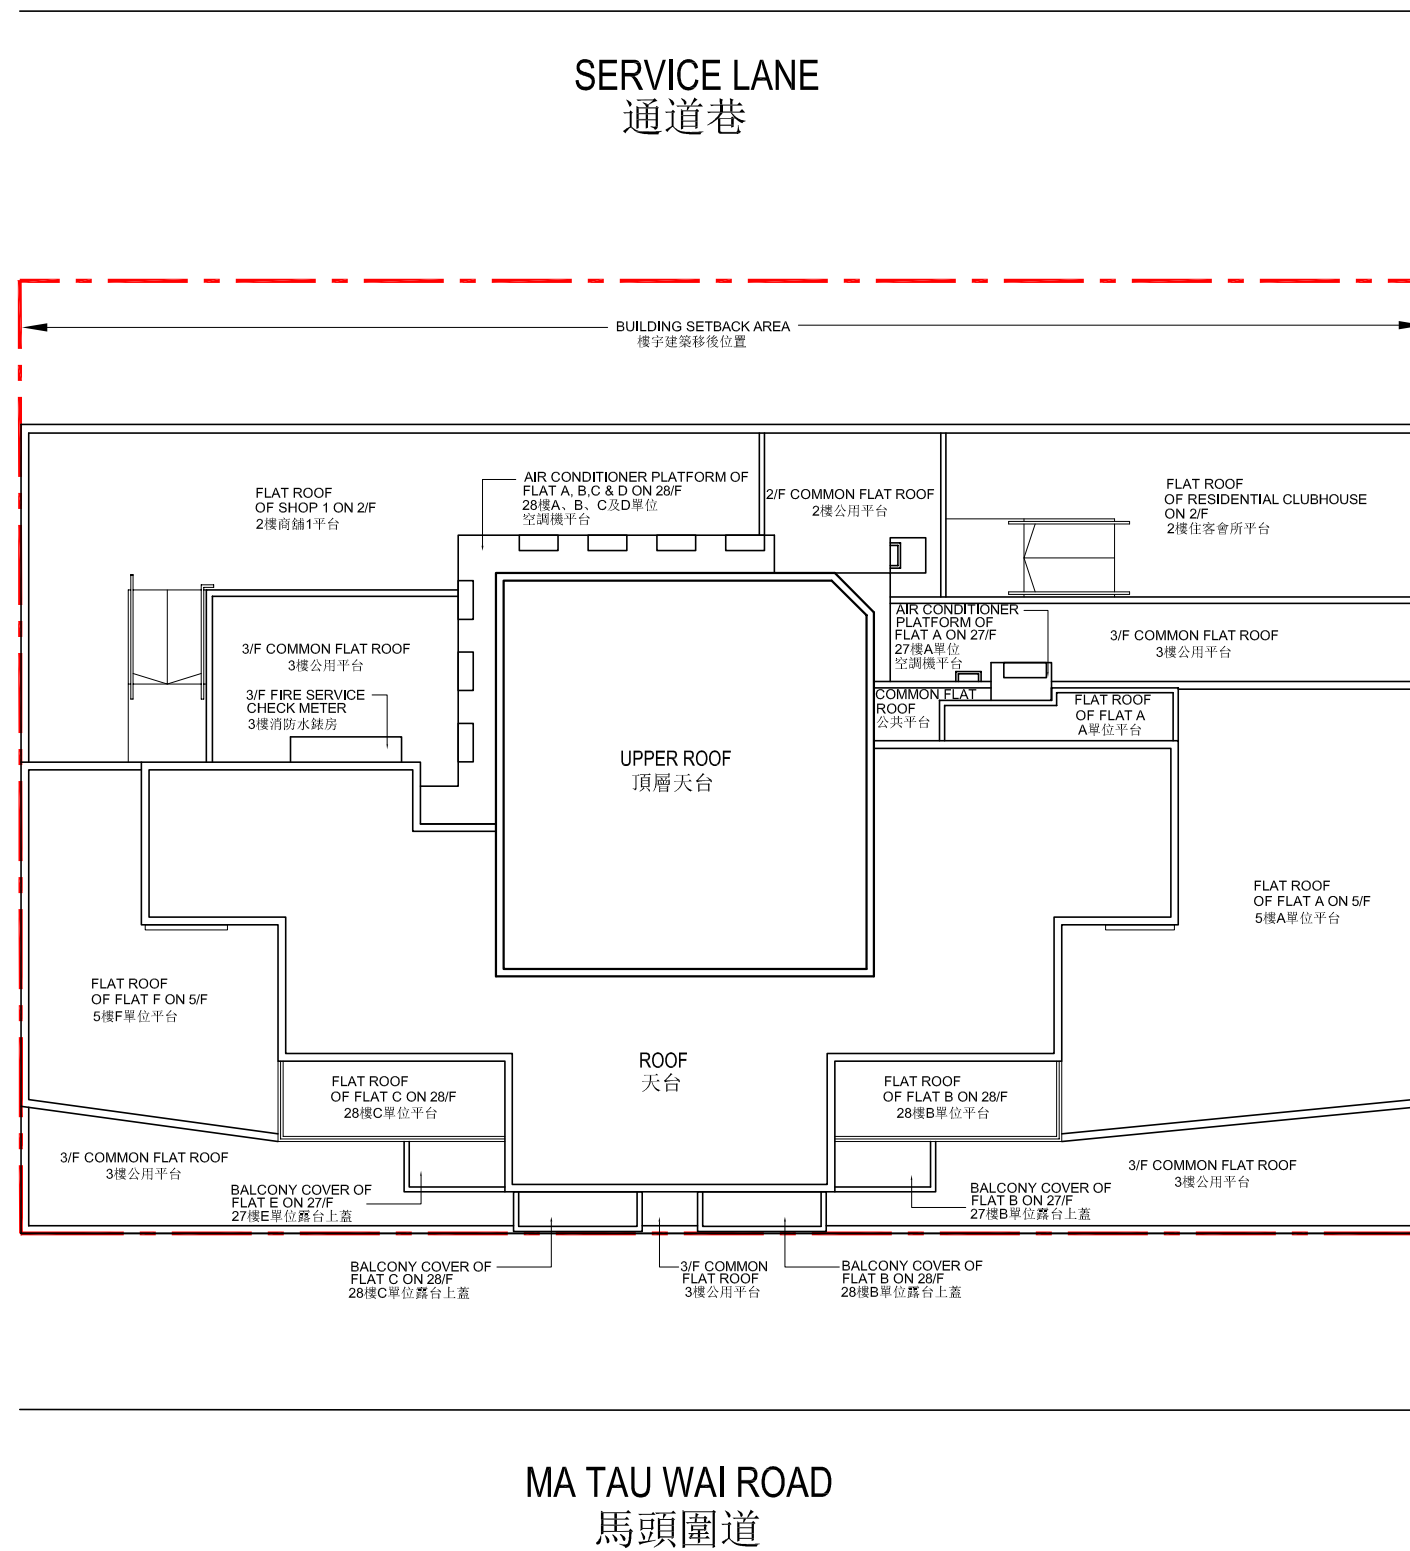 SERVICE LANE
通道巷
BUILDING SETBACK AREA
樓宇建築移後位置
FLAT ROOF
OF SHOP 1 ON 2/F
2樓商舖1平台
AIR CONDITIONER PLATFORM OF
FLAT A, B,C & D ON 28/F
28樓A、B、C及D單位
空調機平台
2/F COMMON FLAT ROOF
2樓公用平台
FLAT ROOF
OF RESIDENTIAL CLUBHOUSE
ON 2/F
2樓住客會所平台
AIR CONDITIONER
PLATFORM OF
FLAT A ON 27/F
27樓A單位
空調機平台
3/F COMMON FLAT ROOF
3樓公用平台
3/F COMMON FLAT ROOF
3樓公用平台
3/F FIRE SERVICE
CHECK METER
3樓消防水錶房
COMMON FLAT
ROOF
公共平台
FLAT ROOF
OF FLAT A
A單位平台
UPPER ROOF
頂層天台
FLAT ROOF
OF FLAT A ON 5/F
5樓A單位平台
FLAT ROOF
OF FLAT F ON 5/F
5樓F單位平台
ROOF
天台
FLAT ROOF
OF FLAT C ON 28/F
28樓C單位平台
FLAT ROOF
OF FLAT B ON 28/F
28樓B單位平台
3/F COMMON FLAT ROOF
3樓公用平台
3/F COMMON FLAT ROOF
3樓公用平台
BALCONY COVER OF
FLAT E ON 27/F
27樓E單位露台上蓋
BALCONY COVER OF
FLAT B ON 27/F
27樓B單位露台上蓋
BALCONY COVER OF
FLAT C ON 28/F
28樓C單位露台上蓋
3/F COMMON
FLAT ROOF
3樓公用平台
BALCONY COVER OF
FLAT B ON 28/F
28樓B單位露台上蓋
MA TAU WAI ROAD
馬頭圍道